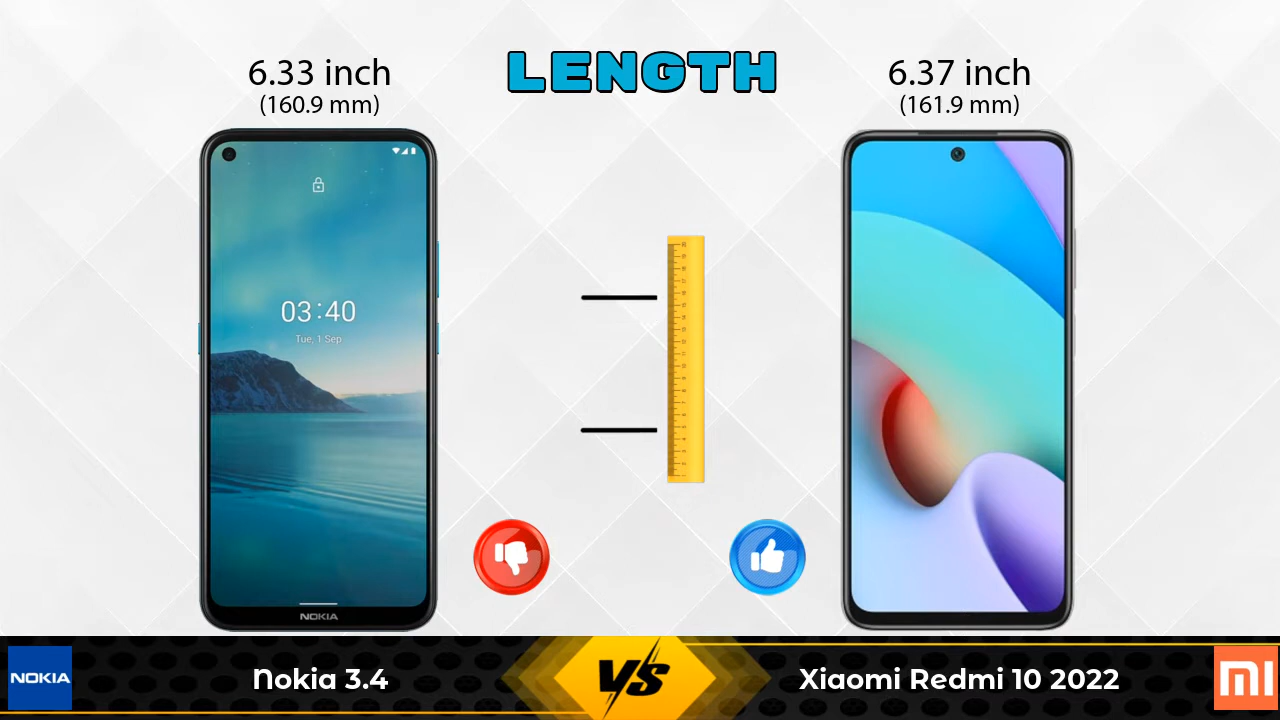 LENGTH
6.33 inch
(160.9 mm)
6.37 inch
(161.9 mm)
03:40
Tue, 1 Sep
NOKIA
NOKIA
Nokia 3.4
VS
Xiaomi Redmi 10 2022
MI